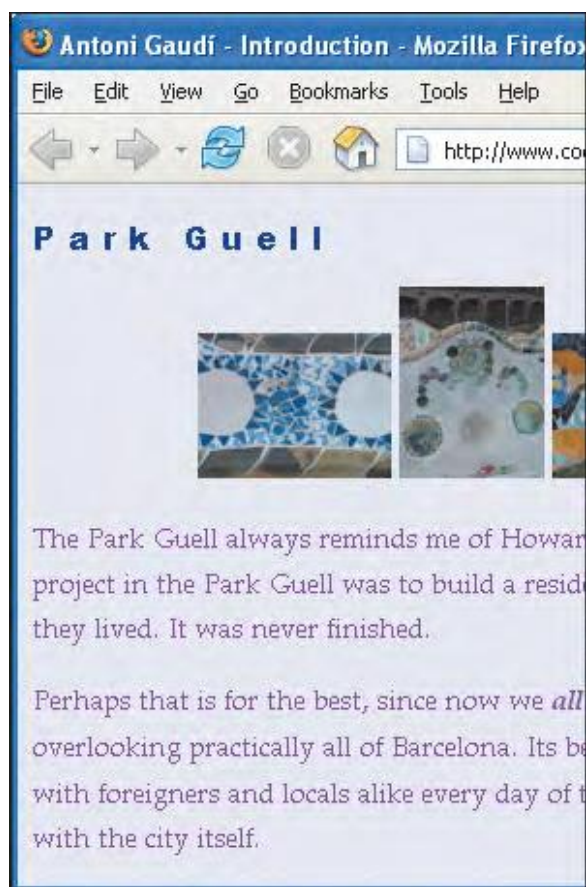 Antoni Gaudí - Introduction - Mozilla Firefox
File Edit View Go Bookmarks Tools Help
http://www.co
Park Guell
The Park Guell always reminds me of Howar
project in the Park Guell was to build a resid
they lived. It was never finished.
Perhaps that is for the best, since now we all
overlooking practically all of Barcelona. Its be
with foreigners and locals alike every day of t
with the city itself.